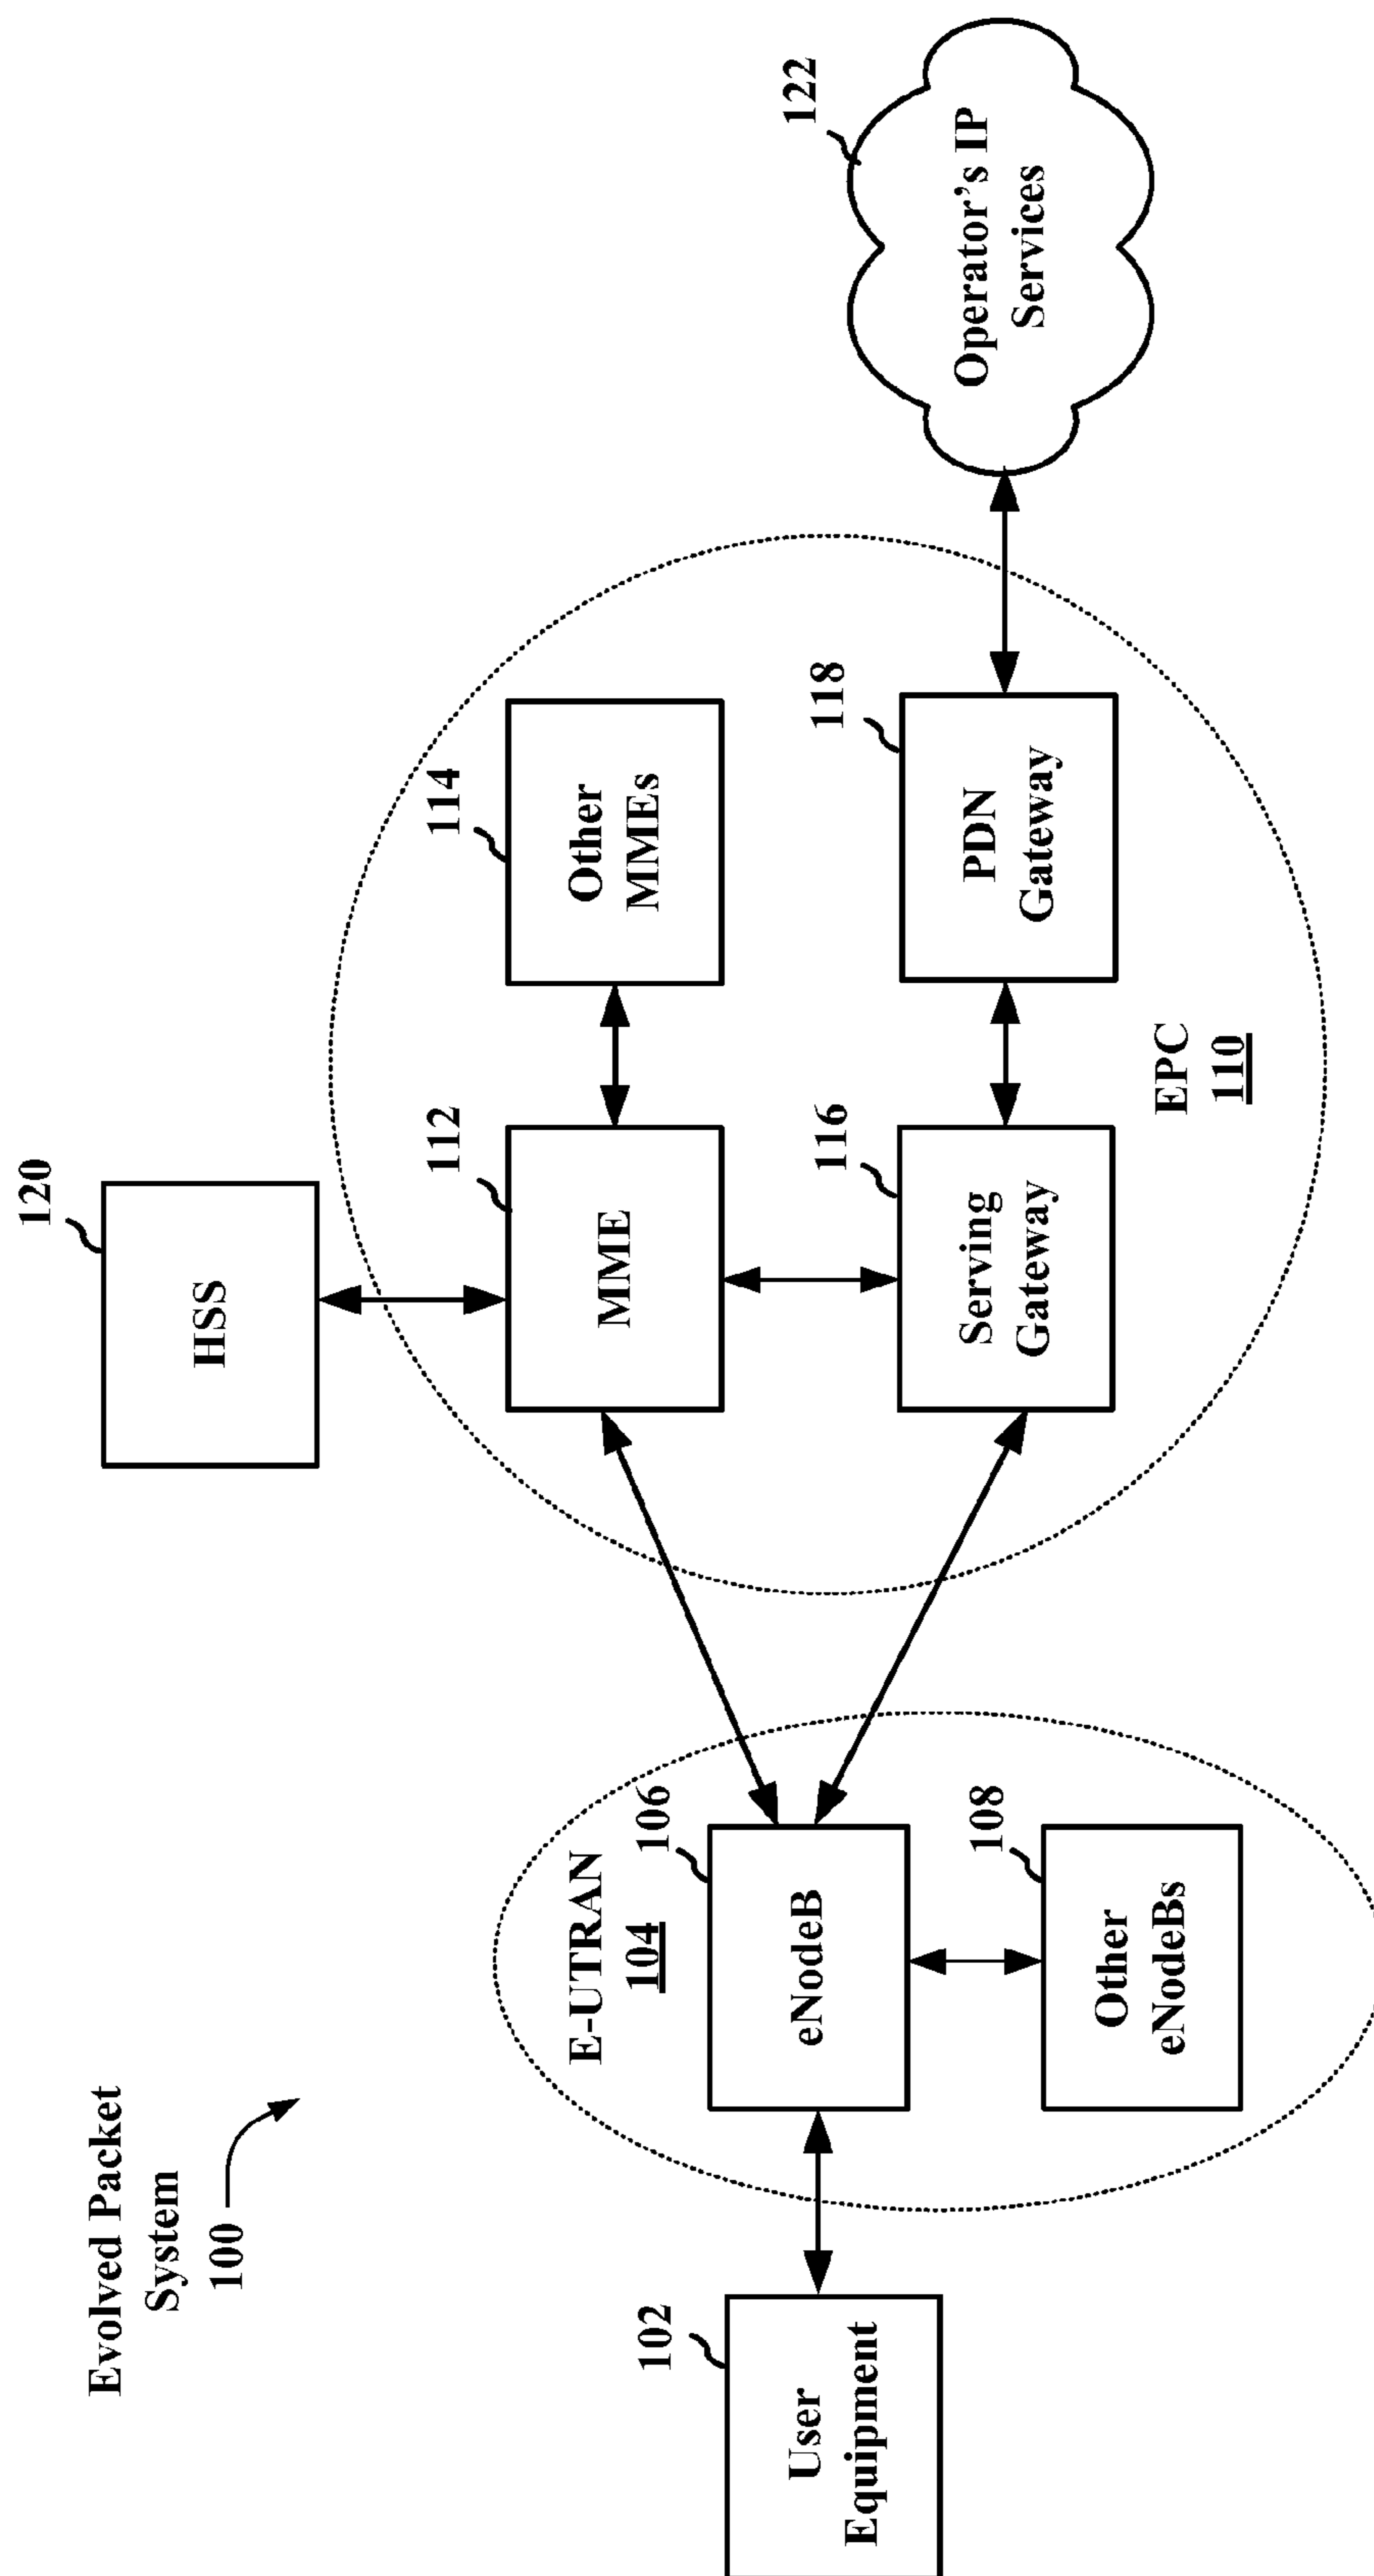 Evolved Packet
System
100
120
HSS
102
User
Equipment
E-UTRAN
104
106
eNodeB
108
Other
eNodeBs
112
MME
114
Other
MMEs
116
Serving
Gateway
118
PDN
Gateway
EPC
110
122
Operator's IP
Services